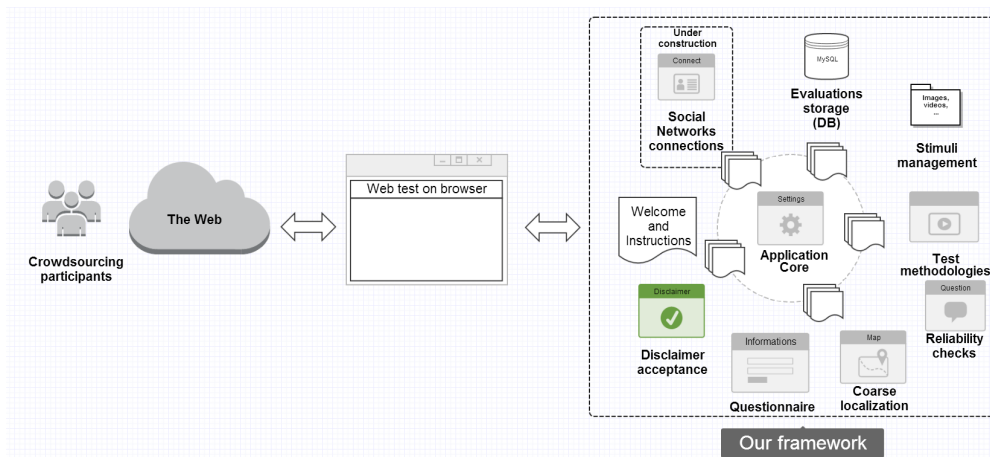 Crowdsourcing
participants
The Web
Web test on browser
Under
construction
Connect
Social
Networks
connections
MySQL
Evaluations
storage
(DB)
Images,
videos,
...
Stimuli
management
Welcome
and
Instructions
Settings
Application
Core
Test
methodologies
Disclaimer
Disclaimer
acceptance
Informations
Questionnaire
Map
Coarse
localization
Question
Reliability
checks
Our framework